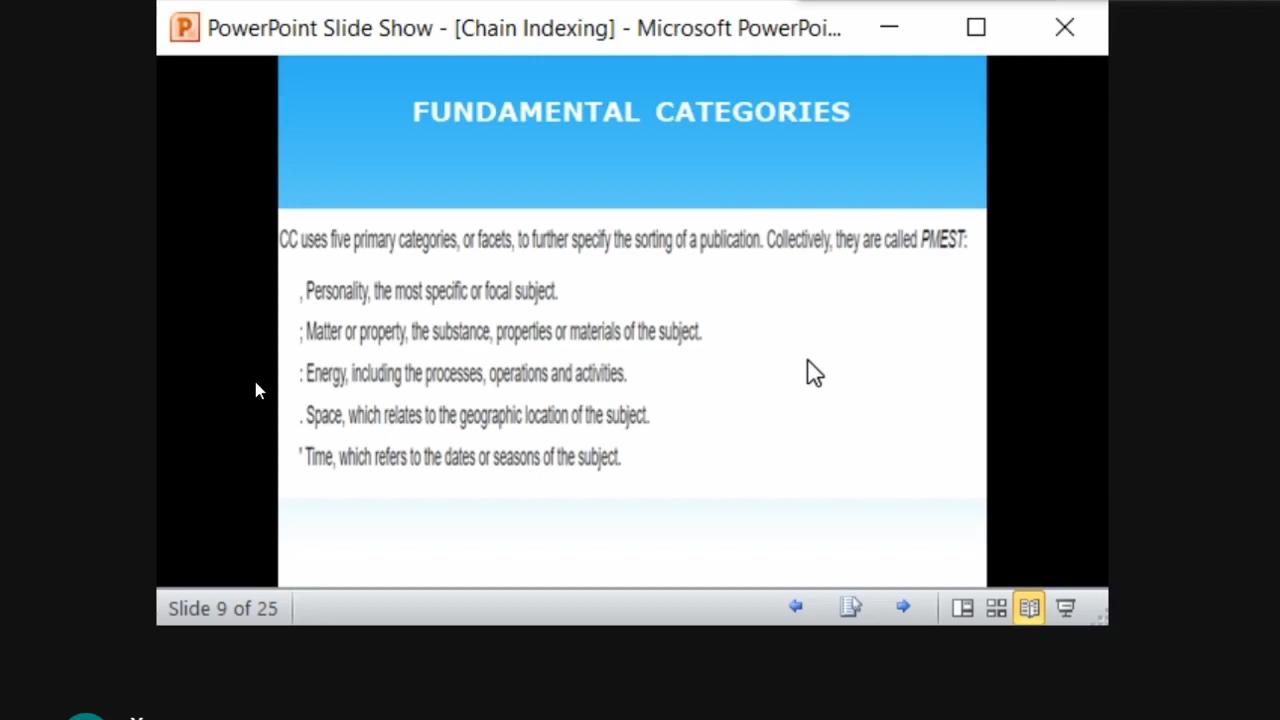 PowerPoint Slide Show - [Chain Indexing] - Microsoft PowerPoi...
FUNDAMENTAL CATEGORIES
CC uses five primary categories, or facets, to further specify the sorting of a publication. Collectively, they are called PMEST:
, Personality, the most specific or focal subject.
; Matter or property, the substance, properties or materials of the subject.
: Energy, including the processes, operations and activities.
. Space, which relates to the geographic location of the subject.
' Time, which refers to the dates or seasons of the subject.
Slide 9 of 25